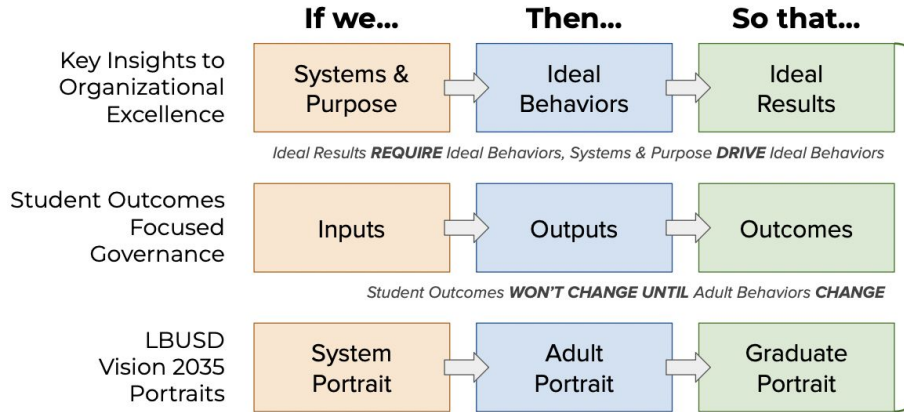 If we... Then... So that...
Key Insights to
Organizational
Excellence
Systems &
Purpose
Ideal
Behaviors
Ideal
Results
Ideal Results REQUIRE Ideal Behaviors, Systems & Purpose DRIVE Ideal Behaviors
Student Outcomes
Focused
Governance
Inputs
Outputs
Outcomes
Student Outcomes WON'T CHANGE UNTIL Adult Behaviors CHANGE
LBUSD
Vision 2035
Portraits
System
Portrait
Adult
Portrait
Graduate
Portrait